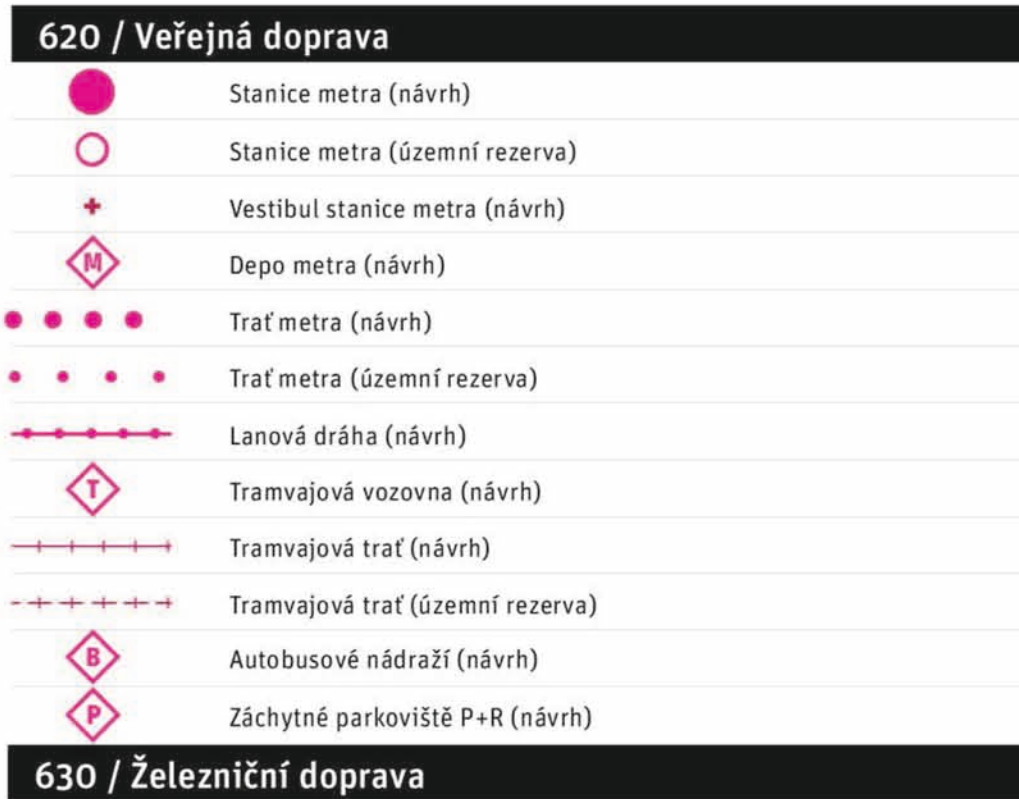 620 / Veřejná doprava
Stanice metra (návrh)
Stanice metra (územní rezerva)
Vestibul stanice metra (návrh)
M Depo metra (návrh)
Trať metra (návrh)
Trať metra (územní rezerva)
Lanová dráha (návrh)
T Tramvajová vozovna (návrh)
Tramvajová trať (návrh)
Tramvajová trať (územní rezerva)
B Autobusové nádraží (návrh)
P Záchytné parkoviště P+R (návrh)
630 / Železniční doprava